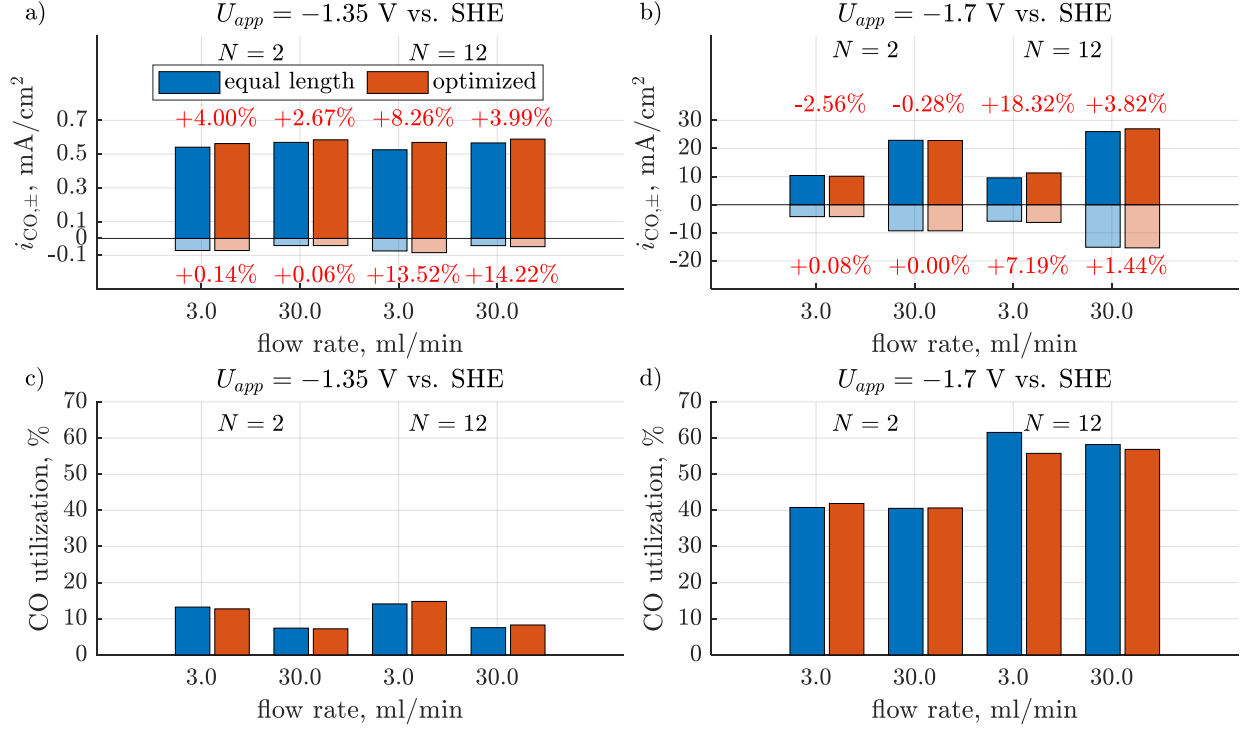 a)
U_app = −1.35 V vs. SHE
N = 2
N = 12
equal length
optimized
+4.00%
+2.67%
+8.26%
+3.99%
0.7
0.5
0.3
0.1
0
-0.1
i_CO,±, mA/cm²
+0.14%
+0.06%
+13.52%
+14.22%
3.0
30.0
3.0
30.0
flow rate, ml/min
b)
U_app = −1.7 V vs. SHE
N = 2
N = 12
-2.56%
-0.28%
+18.32%
+3.82%
30
20
10
0
-10
-20
i_CO,±, mA/cm²
+0.08%
+0.00%
+7.19%
+1.44%
3.0
30.0
3.0
30.0
flow rate, ml/min
c)
U_app = −1.35 V vs. SHE
N = 2
N = 12
70
60
50
40
30
20
10
0
CO utilization, %
3.0
30.0
3.0
30.0
flow rate, ml/min
d)
U_app = −1.7 V vs. SHE
N = 2
N = 12
70
60
50
40
30
20
10
0
CO utilization, %
3.0
30.0
3.0
30.0
flow rate, ml/min